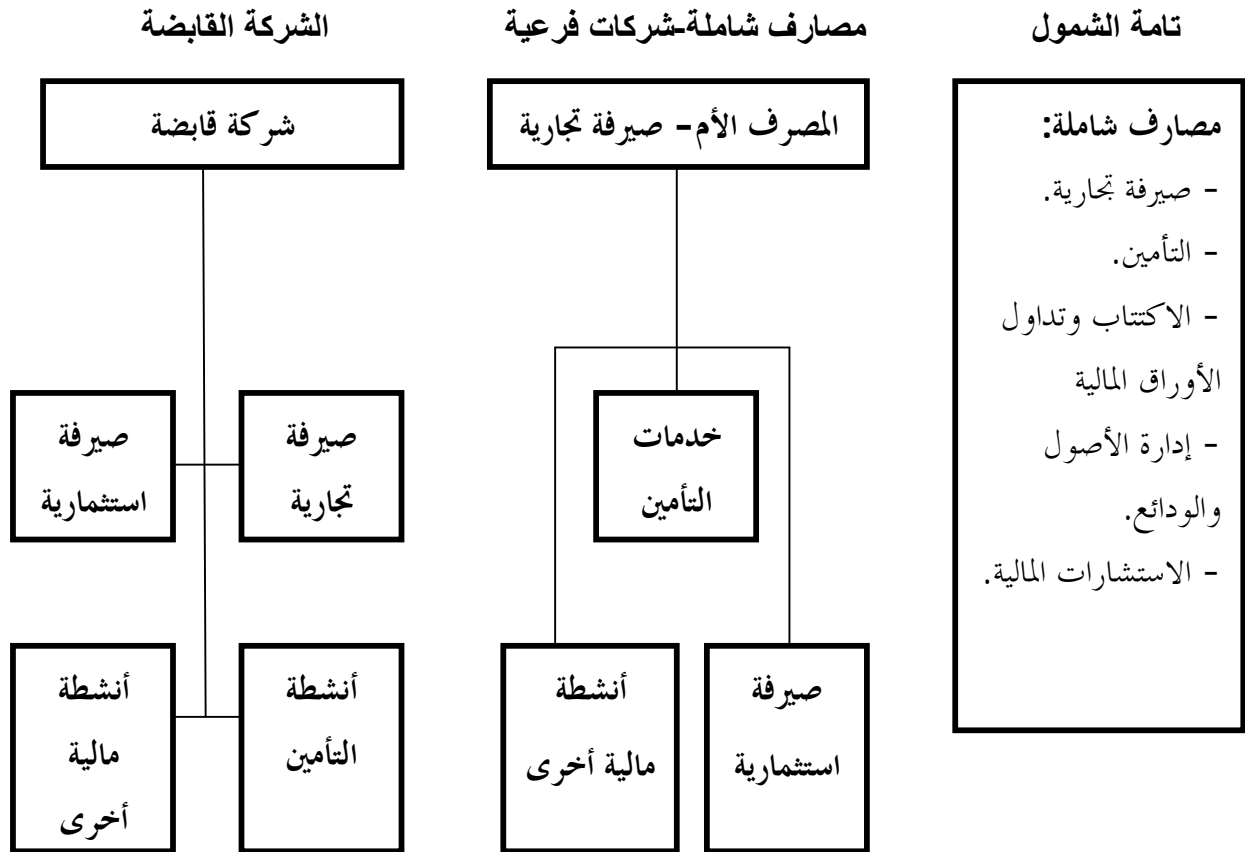 تامة الشمول
مصارف شاملة:
- صيرفة تجارية.
- التأمين.
- الاكتتاب وتداول
الأوراق المالية
- إدارة الأصول
والودائع.
- الاستشارات المالية.
مصارف شاملة-شركات فرعية
المصرف الأم- صيرفة تجارية
خدمات
التأمين
صيرفة
استثمارية
أنشطة
مالية أخرى
الشركة القابضة
شركة قابضة
صيرفة
تجارية
صيرفة
استثمارية
أنشطة
التأمين
أنشطة
مالية
أخرى